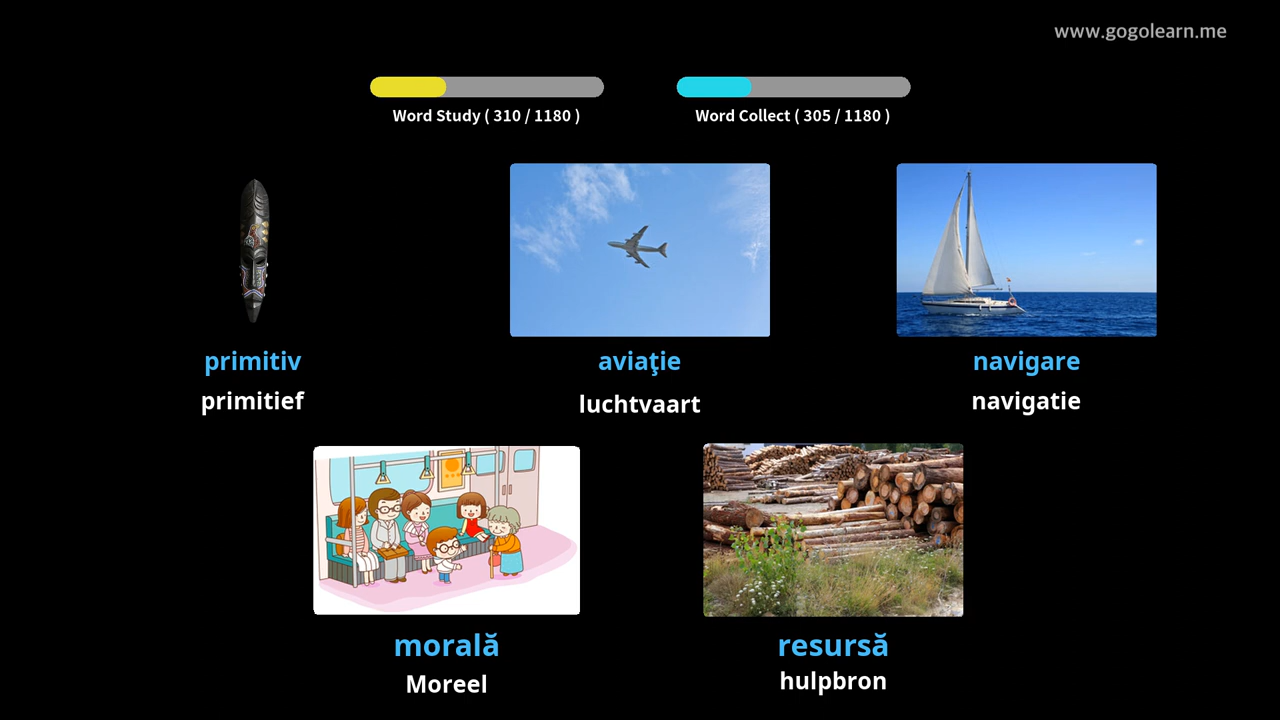 www.gogolearn.me
Word Study ( 310 / 1180 )
Word Collect ( 305 / 1180 )
primitiv
primitief
aviaţie
luchtvaart
navigare
navigatie
morală
Moreel
resursă
hulpbron